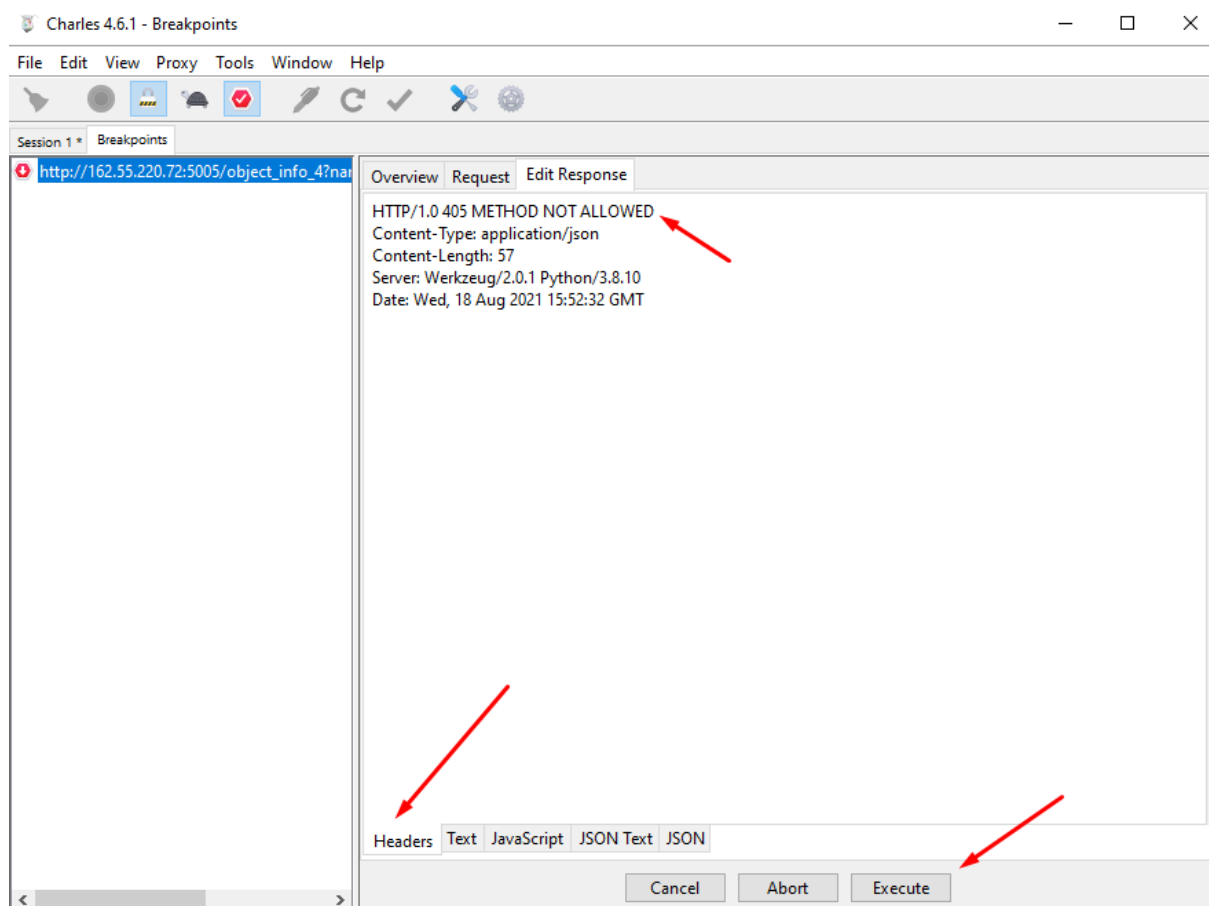 Charles 4.6.1 - Breakpoints
File Edit View Proxy Tools Window Help
Session 1 * Breakpoints
http://162.55.220.72:5005/object_info_4?nar
Overview Request Edit Response
HTTP/1.0 405 METHOD NOT ALLOWED
Content-Type: application/json
Content-Length: 57
Server: Werkzeug/2.0.1 Python/3.8.10
Date: Wed, 18 Aug 2021 15:52:32 GMT
Headers Text JavaScript JSON Text JSON
Cancel Abort Execute